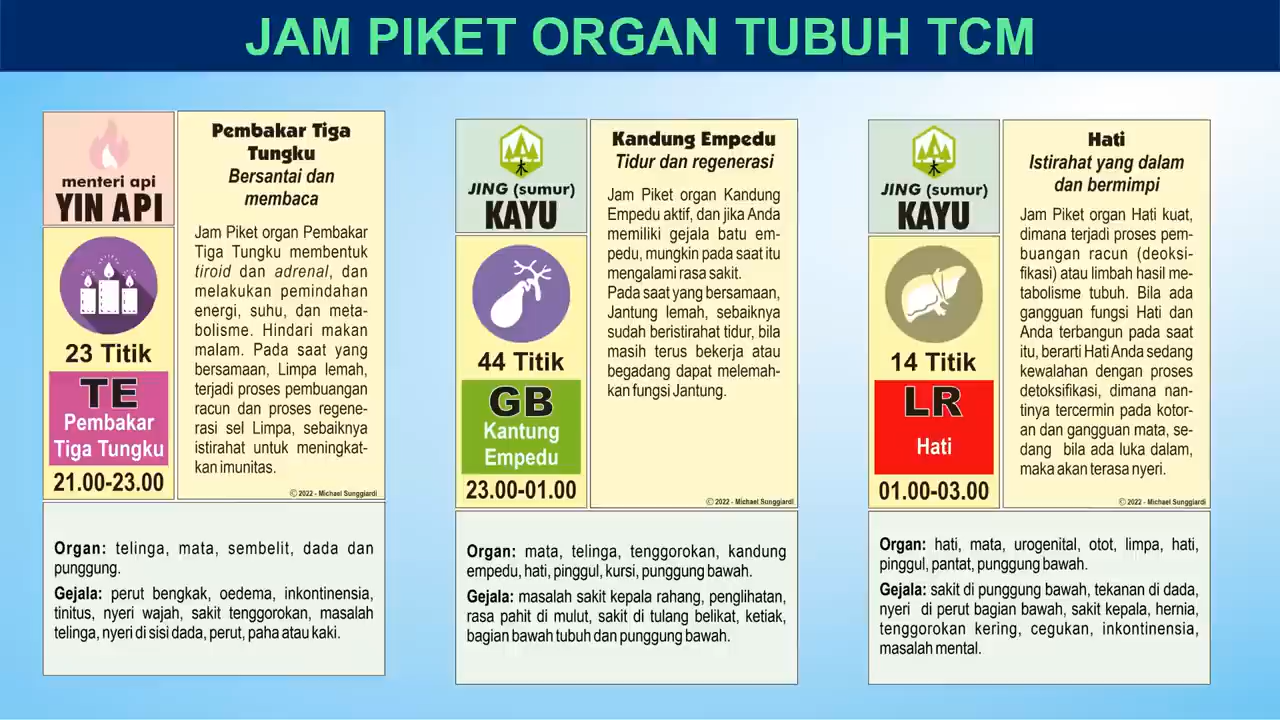 JAM PIKET ORGAN TUBUH TCM
menteri api
YIN API
23 Titik
TE
Pembakar
Tiga Tungku
21.00-23.00
Pembakar Tiga
Tungku
Bersantai dan
membaca
Jam Piket organ Pembakar
Tiga Tungku membentuk
tiroid dan adrenal, dan
melakukan pemindahan
energi, suhu, dan meta-
bolisme. Hindari makan
malam. Pada saat yang
bersamaan, Limpa lemah,
terjadi proses pembuangan
racun dan proses regene-
rasi sel Limpa, sebaiknya
istirahat untuk meningkat-
kan imunitas.
© 2022 - Michael Sunggiardi
Organ: telinga, mata, sembelit, dada dan
punggung.
Gejala: perut bengkak, oedema, inkontinensia,
tinitus, nyeri wajah, sakit tenggorokan, masalah
telinga, nyeri di sisi dada, perut, paha atau kaki.
木
JING (sumur)
KAYU
44 Titik
GB
Kantung
Empedu
23.00-01.00
Kandung Empedu
Tidur dan regenerasi
Jam Piket organ Kandung
Empedu aktif, dan jika Anda
memiliki gejala batu em-
pedu, mungkin pada saat itu
mengalami rasa sakit.
Pada saat yang bersamaan,
Jantung lemah, sebaiknya
sudah beristirahat tidur, bila
masih terus bekerja atau
begadang dapat melemah-
kan fungsi Jantung.
© 2022 - Michael Sunggiardi
Organ: mata, telinga, tenggorokan, kandung
empedu, hati, pinggul, kursi, punggung bawah.
Gejala: masalah sakit kepala rahang, penglihatan,
rasa pahit di mulut, sakit di tulang belikat, ketiak,
bagian bawah tubuh dan punggung bawah.
木
JING (sumur)
KAYU
14 Titik
LR
Hati
01.00-03.00
Hati
Istirahat yang dalam
dan bermimpi
Jam Piket organ Hati kuat,
dimana terjadi proses pem-
buangan racun (deoksi-
fikasi) atau limbah hasil me-
tabolisme tubuh. Bila ada
gangguan fungsi Hati dan
Anda terbangun pada saat
itu, berarti Hati Anda sedang
kewalahan dengan proses
detoksifikasi, dimana nan-
tinya tercermin pada kotor-
an dan gangguan mata, se-
dang bila ada luka dalam,
maka akan terasa nyeri.
© 2022 - Michael Sunggiardi
Organ: hati, mata, urogenital, otot, limpa, hati,
pinggul, pantat, punggung bawah.
Gejala: sakit di punggung bawah, tekanan di dada,
nyeri di perut bagian bawah, sakit kepala, hernia,
tenggorokan kering, cegukan, inkontinensia,
masalah mental.